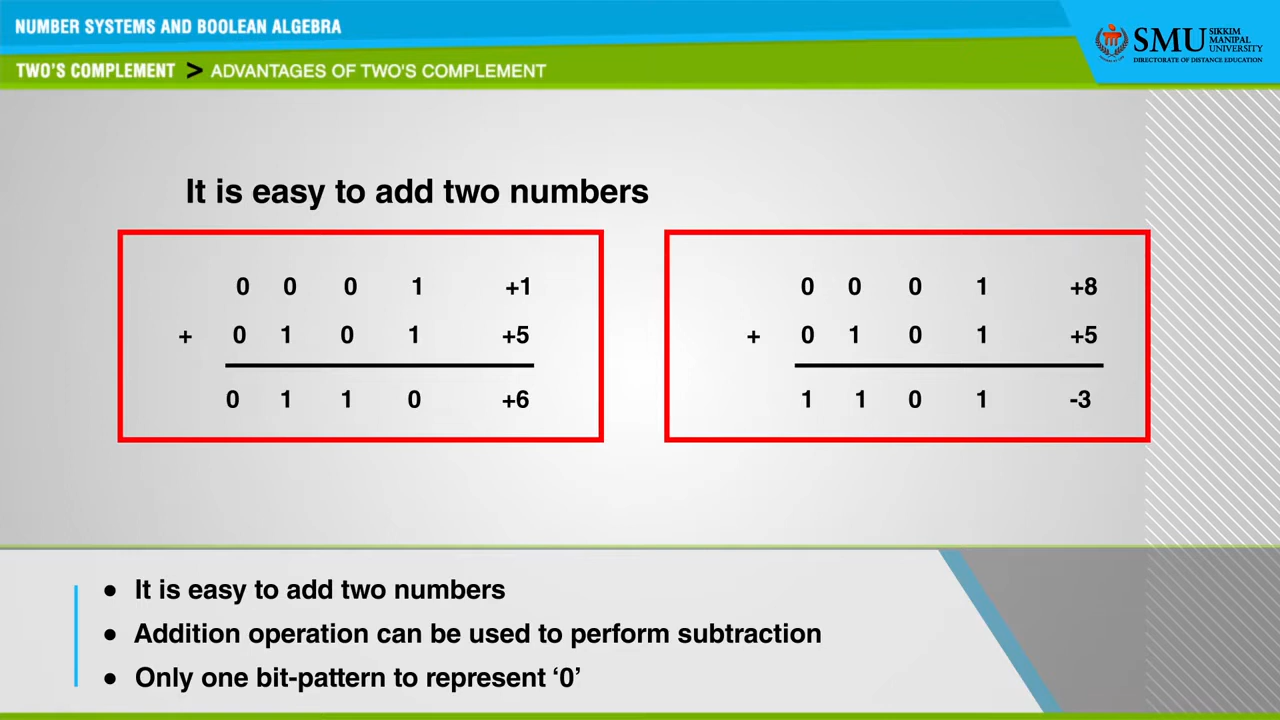 NUMBER SYSTEMS AND BOOLEAN ALGEBRA
TWO'S COMPLEMENT > ADVANTAGES OF TWO'S COMPLEMENT
SMU SIKKIM MANIPAL UNIVERSITY
DIRECTORATE OF DISTANCE EDUCATION
It is easy to add two numbers
0 0 0 1 +1
+ 0 1 0 1 +5
0 1 1 0 +6
0 0 0 1 +8
+ 0 1 0 1 +5
1 1 0 1 -3
● It is easy to add two numbers
● Addition operation can be used to perform subtraction
● Only one bit-pattern to represent ‘0’